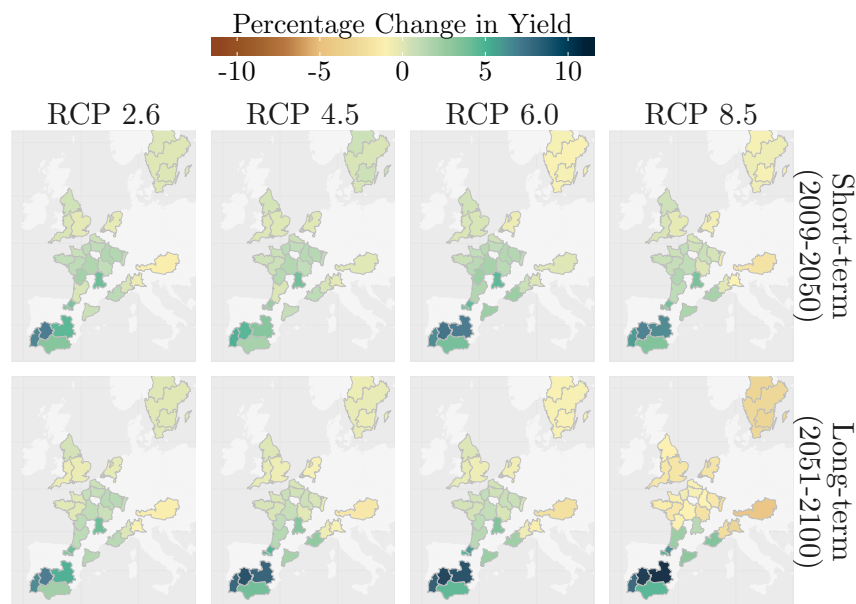 Percentage Change in Yield
-10 -5 0 5 10
RCP 2.6 RCP 4.5 RCP 6.0 RCP 8.5
Short-term
(2009-2050)
Long-term
(2051-2100)